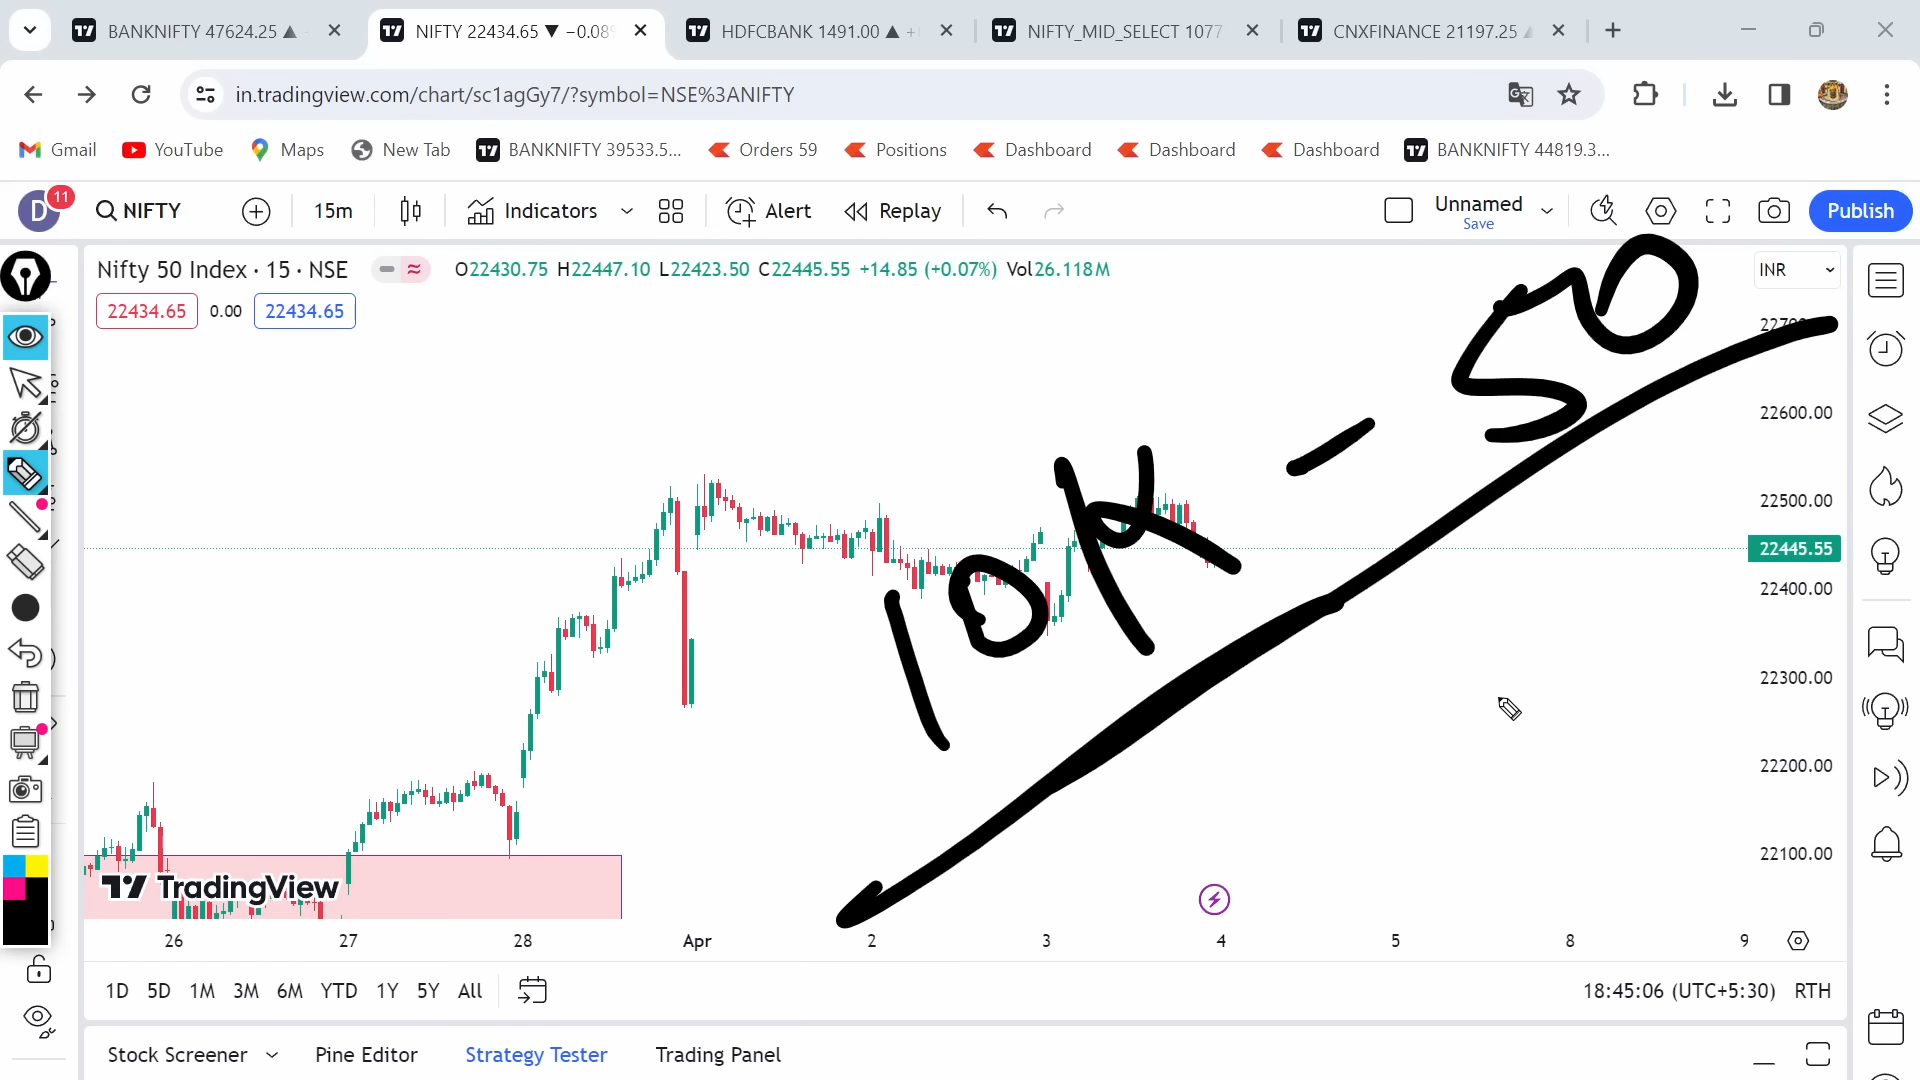 BANKNIFTY 47624.25 ▲
NIFTY 22434.65 ▼ −0.08%
HDFCBANK 1491.00 ▲ +
NIFTY_MID_SELECT 1077
CNXFINANCE 21197.25
in.tradingview.com/chart/sc1agGy7/?symbol=NSE%3ANIFTY
Gmail YouTube Maps New Tab BANKNIFTY 39533.5... Orders 59 Positions Dashboard Dashboard Dashboard BANKNIFTY 44819.3...
D 11 NIFTY 15m Indicators Alert Replay Unnamed Save Publish
Nifty 50 Index · 15 · NSE O22430.75 H22447.10 L22423.50 C22445.55 +14.85 (+0.07%) Vol26.118M INR
22434.65 0.00 22434.65
10K - 50
22600.00
22500.00
22445.55
22400.00
22300.00
22200.00
22100.00
TradingView
26 27 28 Apr 2 3 4 5 8 9
1D 5D 1M 3M 6M YTD 1Y 5Y All 18:45:06 (UTC+5:30) RTH
Stock Screener Pine Editor Strategy Tester Trading Panel